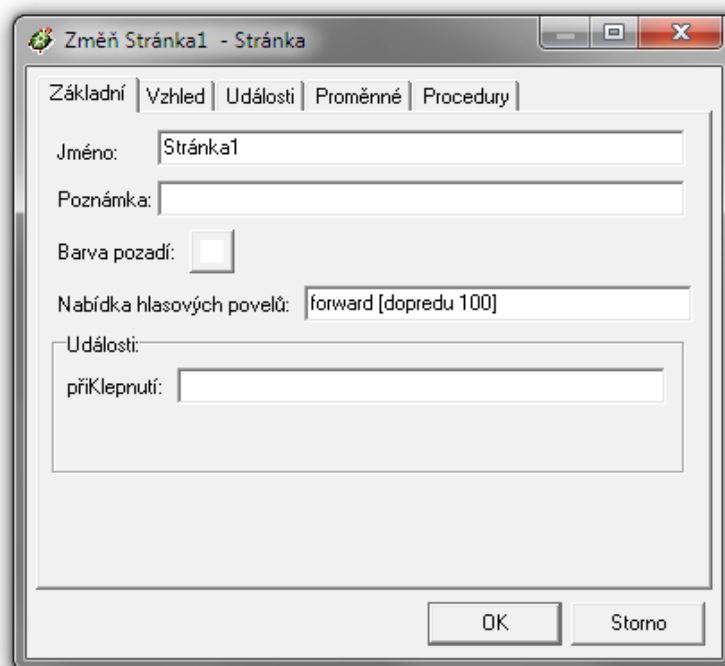 Změň Stránka1 - Stránka
Základní Vzhled Události Proměnné Procedury
Jméno: Stránka1
Poznámka:
Barva pozadí:
Nabídka hlasových povelů: forward [dopredu 100]
Události:
přiKlepnutí:
OK Storno